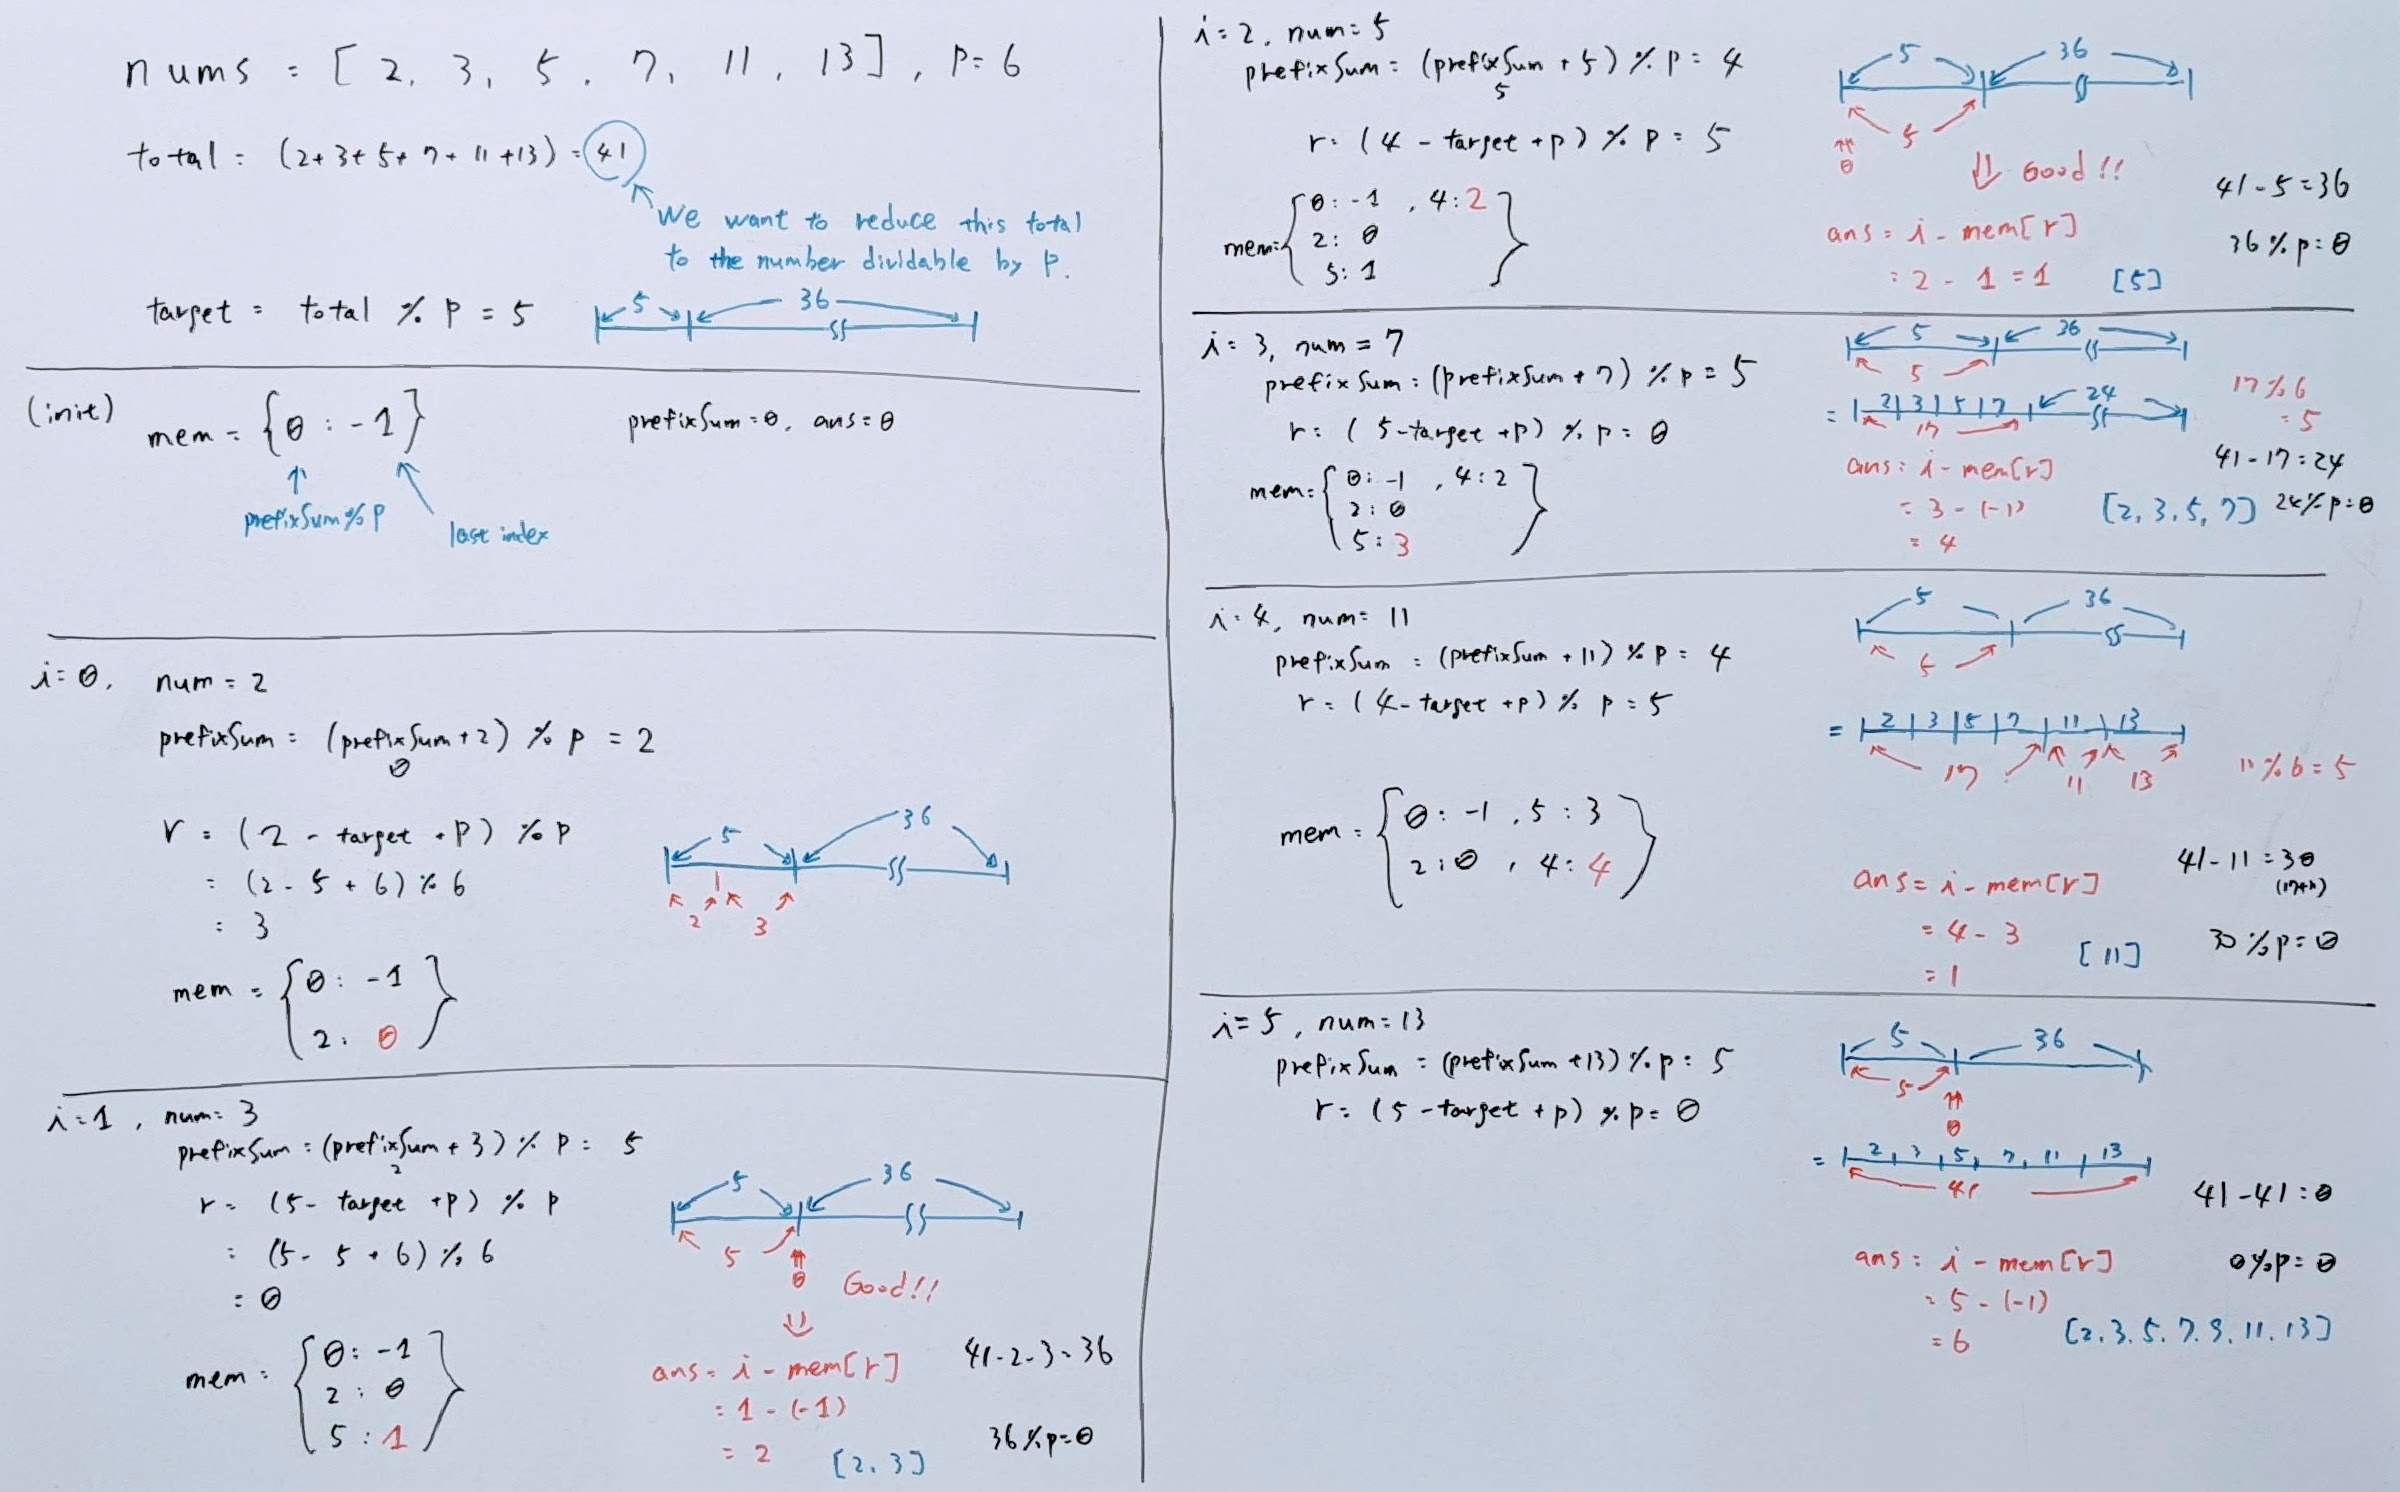 nums = [ 2, 3, 5, 7, 11, 13 ], p= 6
total = (2+3+5+7+11+13) = 41
We want to reduce this total
to the number dividable by p.
target = total % p = 5
5 36
(init)
mem = {0 : -1}
prefixSum=0, ans=0
prefixSum%p
last index
i=0, num=2
prefixSum = (prefixSum+2) % p = 2
0
r = (2 - target + p) % p
= (2 - 5 + 6) % 6
= 3
5 36
2 3
mem = {0: -1
2: 0}
i=1, num=3
prefixSum = (prefixSum + 3) % p = 5
2
r = (5 - target + p) % p
= (5 - 5 + 6) % 6
= 0
5 36
5
0
Good!!
mem = {0: -1
2 : 0
5 : 1}
ans = i - mem[r]
= 1 - (-1)
= 2
[2, 3]
41-2-3=36
36%p=0
i=2, num=5
prefixSum = (prefixSum + 5) % p = 4
5
r= (4 - target + p) % p = 5
5 36
5
0
Good!!
mem={0: -1, 4:2
2: 0
5: 1}
ans = i - mem[r]
= 2 - 1 = 1
[5]
41-5=36
36%p=0
i=3, num=7
prefixSum = (prefixSum+7) % p = 5
r= (5-target+p) % p = 0
5 36
5
= 2 3 5 7 24
17
17%6
=5
mem={0: -1, 4:2
2: 0
5: 3}
ans = i - mem[r]
= 3 - (-1)
= 4
[2, 3, 5, 7]
41-17=24
24%p=0
i=4, num=11
prefixSum = (prefixSum + 11) % p = 4
r = (4 - target + p) % p = 5
5 36
5
= 2 3 5 7 11 13
17 11 13
11%6=5
mem = {0: -1, 5:3
2:0, 4:4}
ans = i - mem[r]
= 4 - 3
= 1
[11]
41-11=30
30%p=0
i=5, num=13
prefixSum = (prefixSum+13) % p = 5
r= (5 - target + p) % p = 0
5 36
5
0
= 2 3 5 7 11 13
41
ans = i - mem[r]
= 5 - (-1)
= 6
[2.3.5.7.9.11.13]
41-41=0
0%p=0